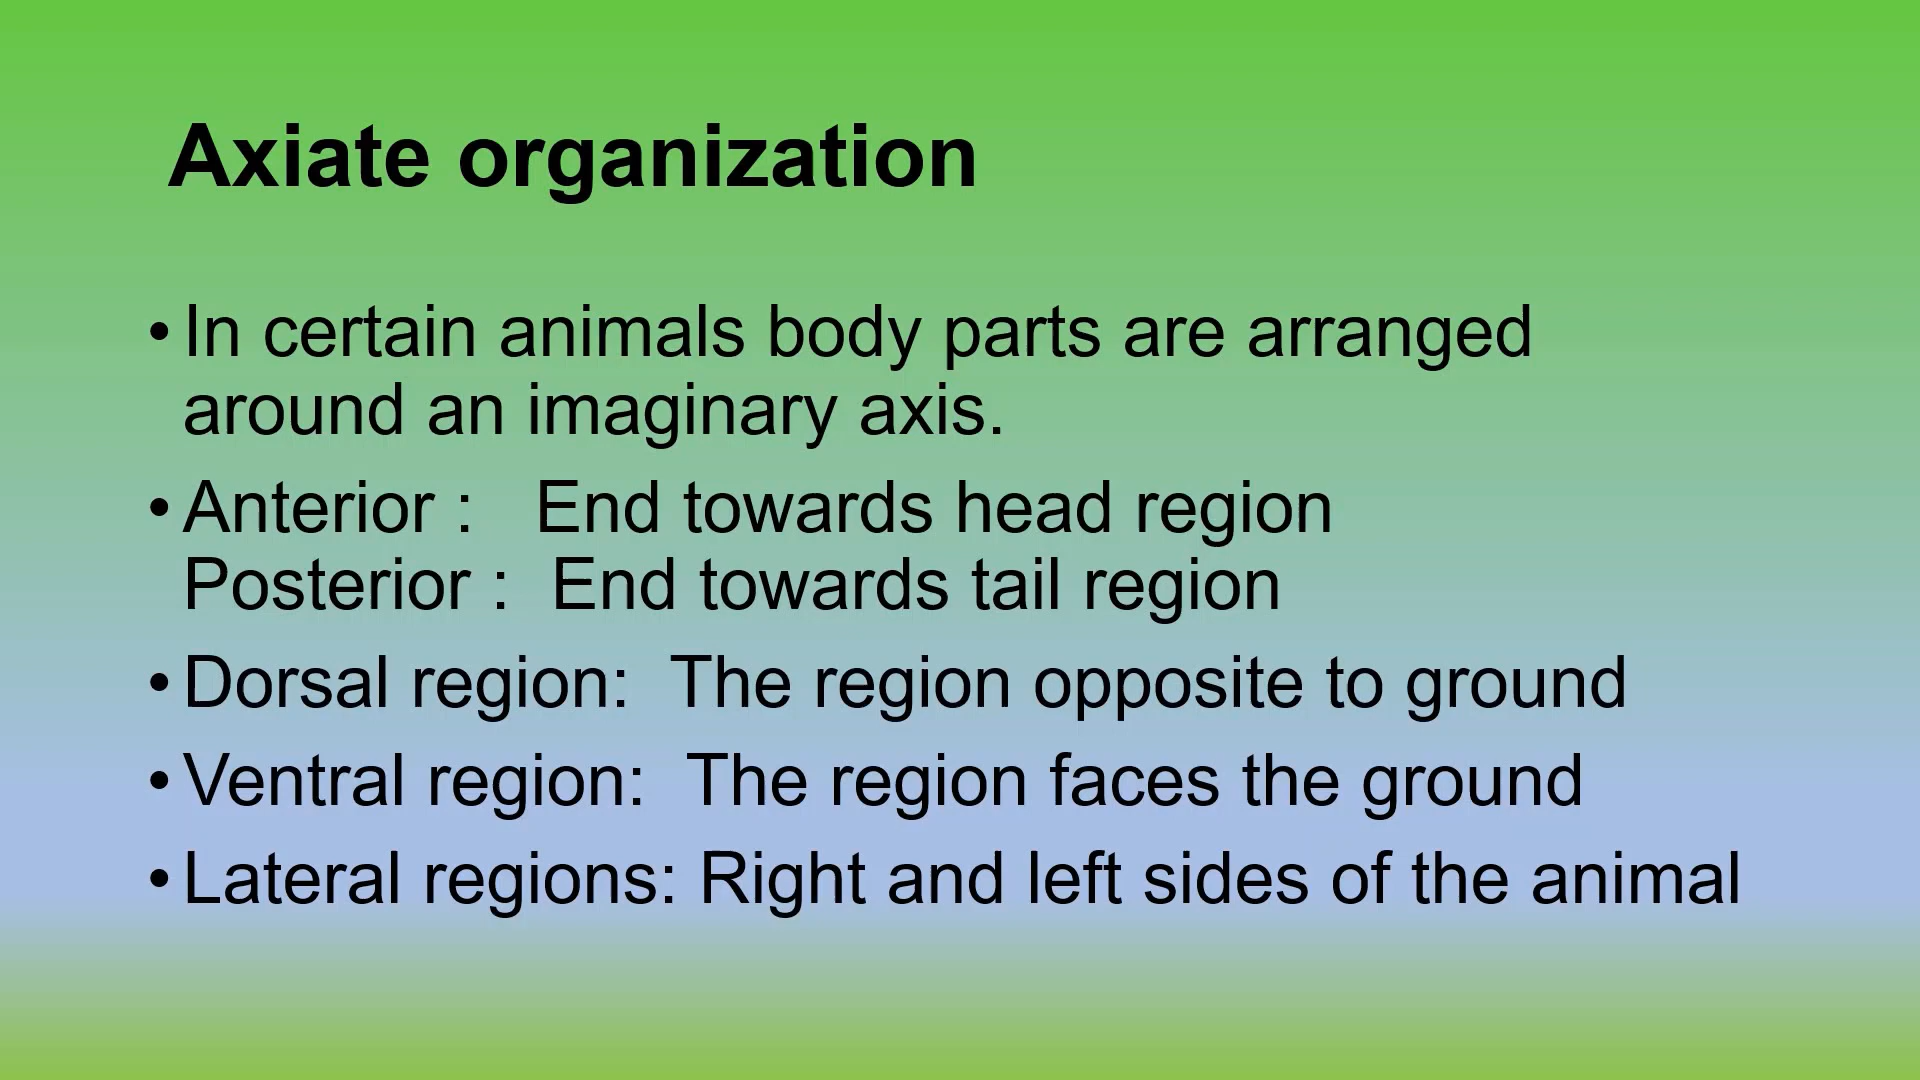 Axiate organization
• In certain animals body parts are arranged
around an imaginary axis.
• Anterior :   End towards head region
Posterior :  End towards tail region
• Dorsal region:  The region opposite to ground
• Ventral region:  The region faces the ground
• Lateral regions: Right and left sides of the animal